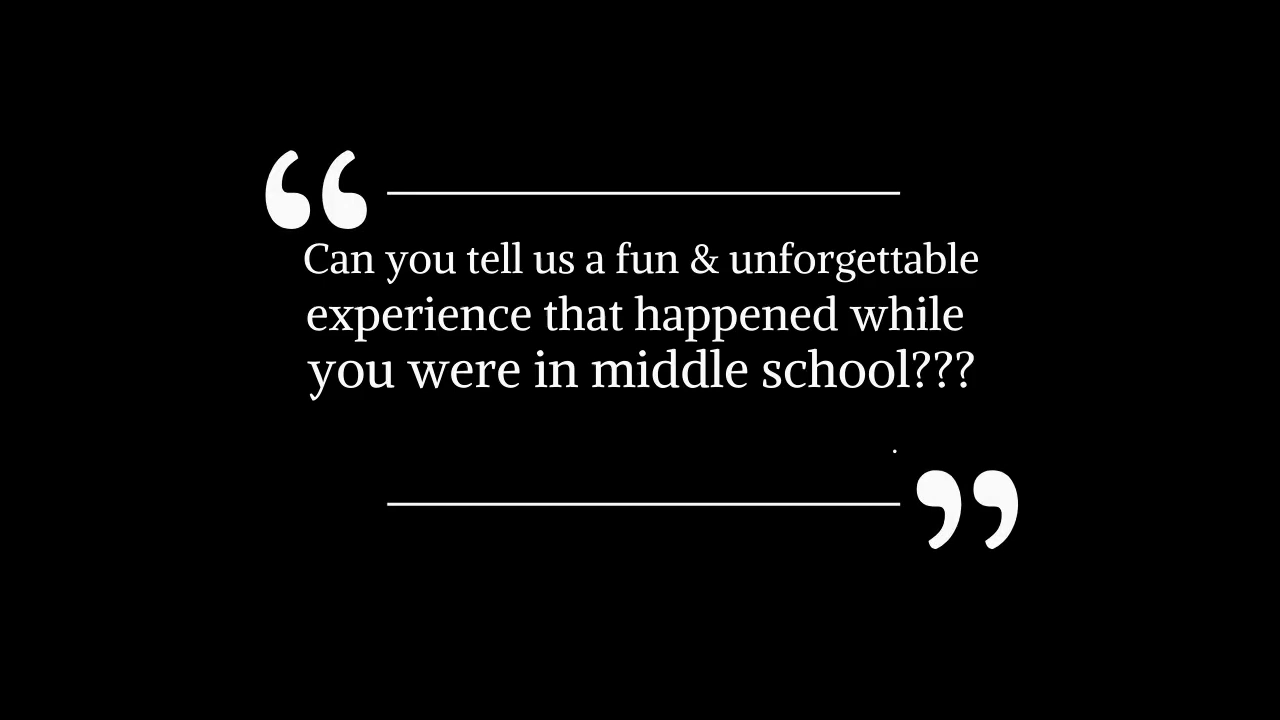 “
Can you tell us a fun & unforgettable
experience that happened while
you were in middle school???
.
”